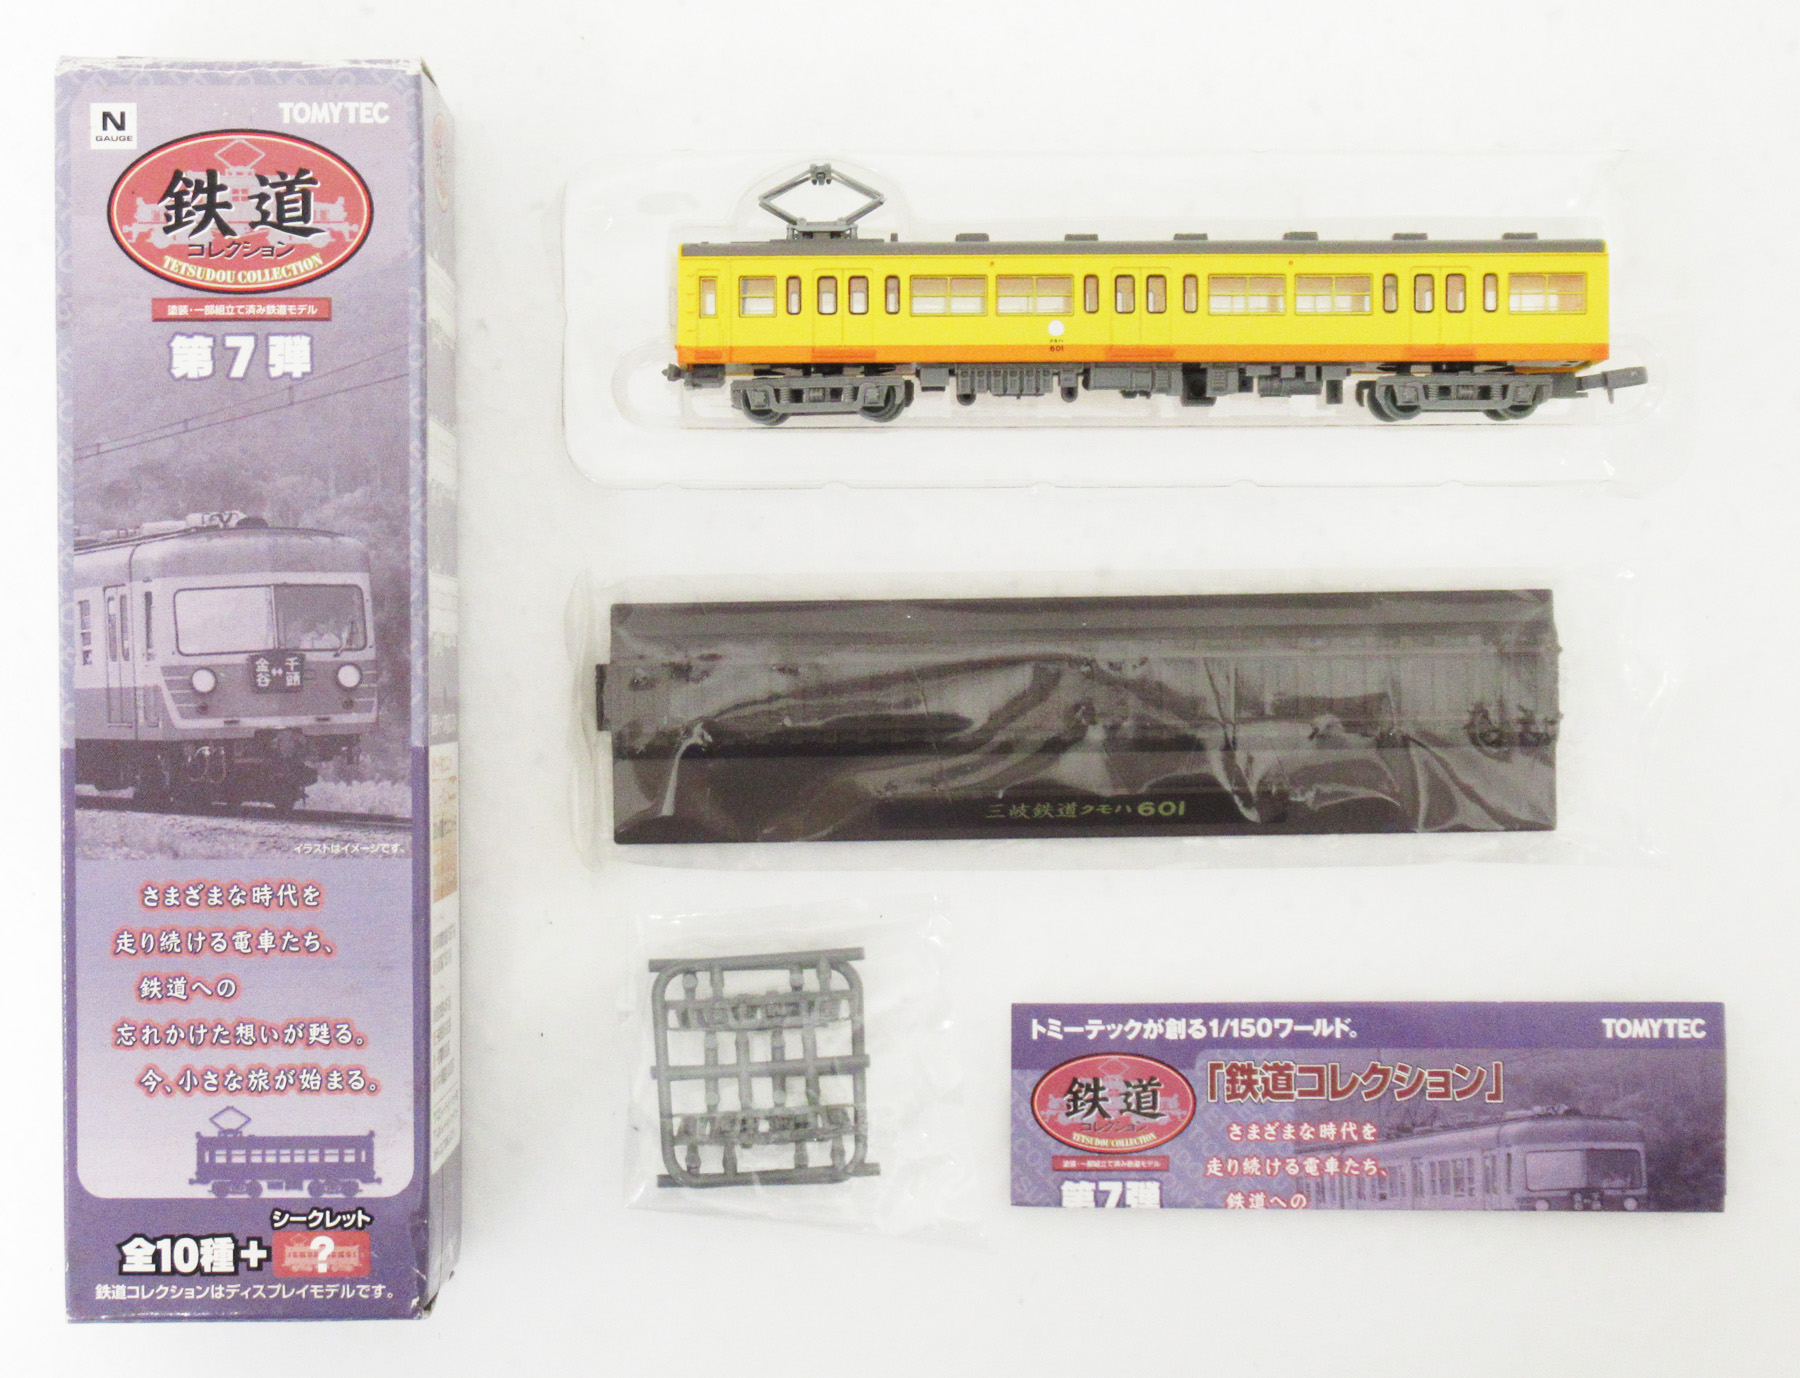 N
GAUGE
TOMYTEC
鉄道
コレクション
TETSUDOU COLLECTION
塗装・一部組立て済み鉄道モデル
第7弾
金谷↔千頭
イラストはイメージです。
さまざまな時代を
走り続ける電車たち、
鉄道への
忘れかけた想いが甦る。
今、小さな旅が始まる。
シークレット
全10種+?
鉄道コレクションはディスプレイモデルです。
クモハ
601
三岐鉄道クモハ601
トミーテックが創る1/150ワールド。
TOMYTEC
鉄道
コレクション
TETSUDOU COLLECTION
塗装・一部組立て済み鉄道モデル
第7弾
「鉄道コレクション」
さまざまな時代を
走り続ける電車たち、
鉄道への